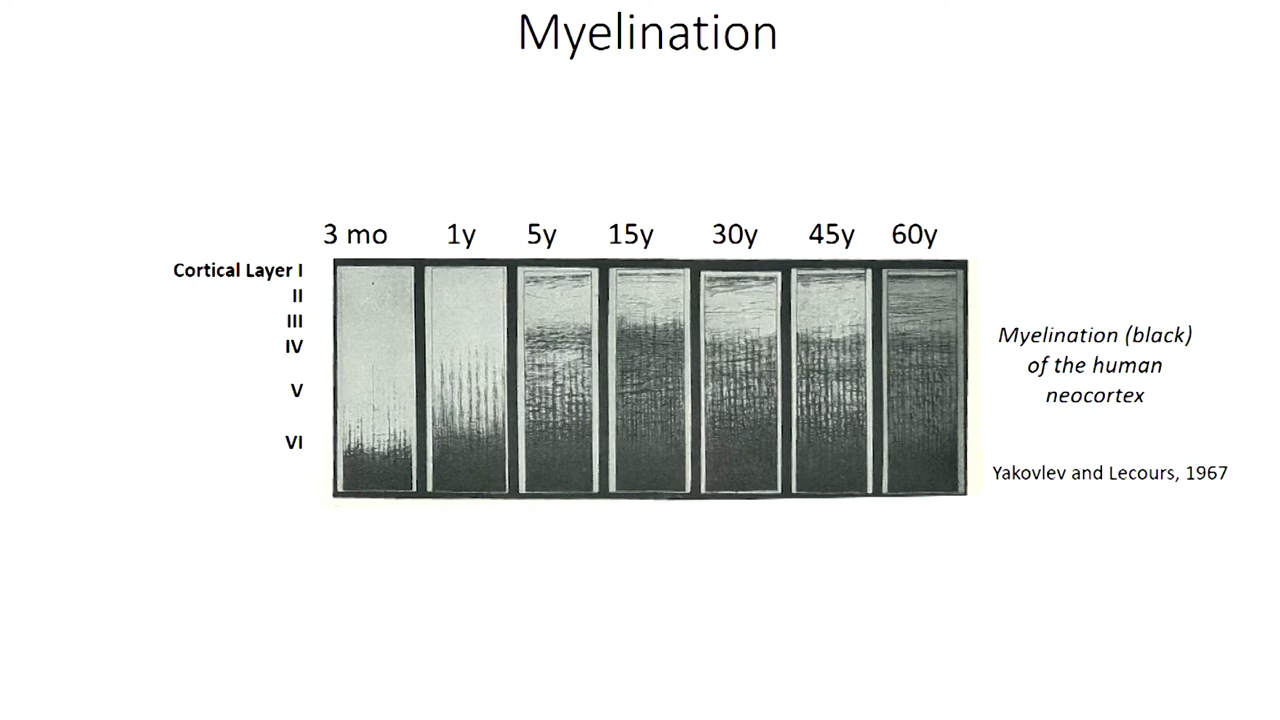 Myelination
3 mo 1y 5y 15y 30y 45y 60y
Cortical Layer I
II
III
IV
V
VI
Myelination (black)
of the human
neocortex
Yakovlev and Lecours, 1967